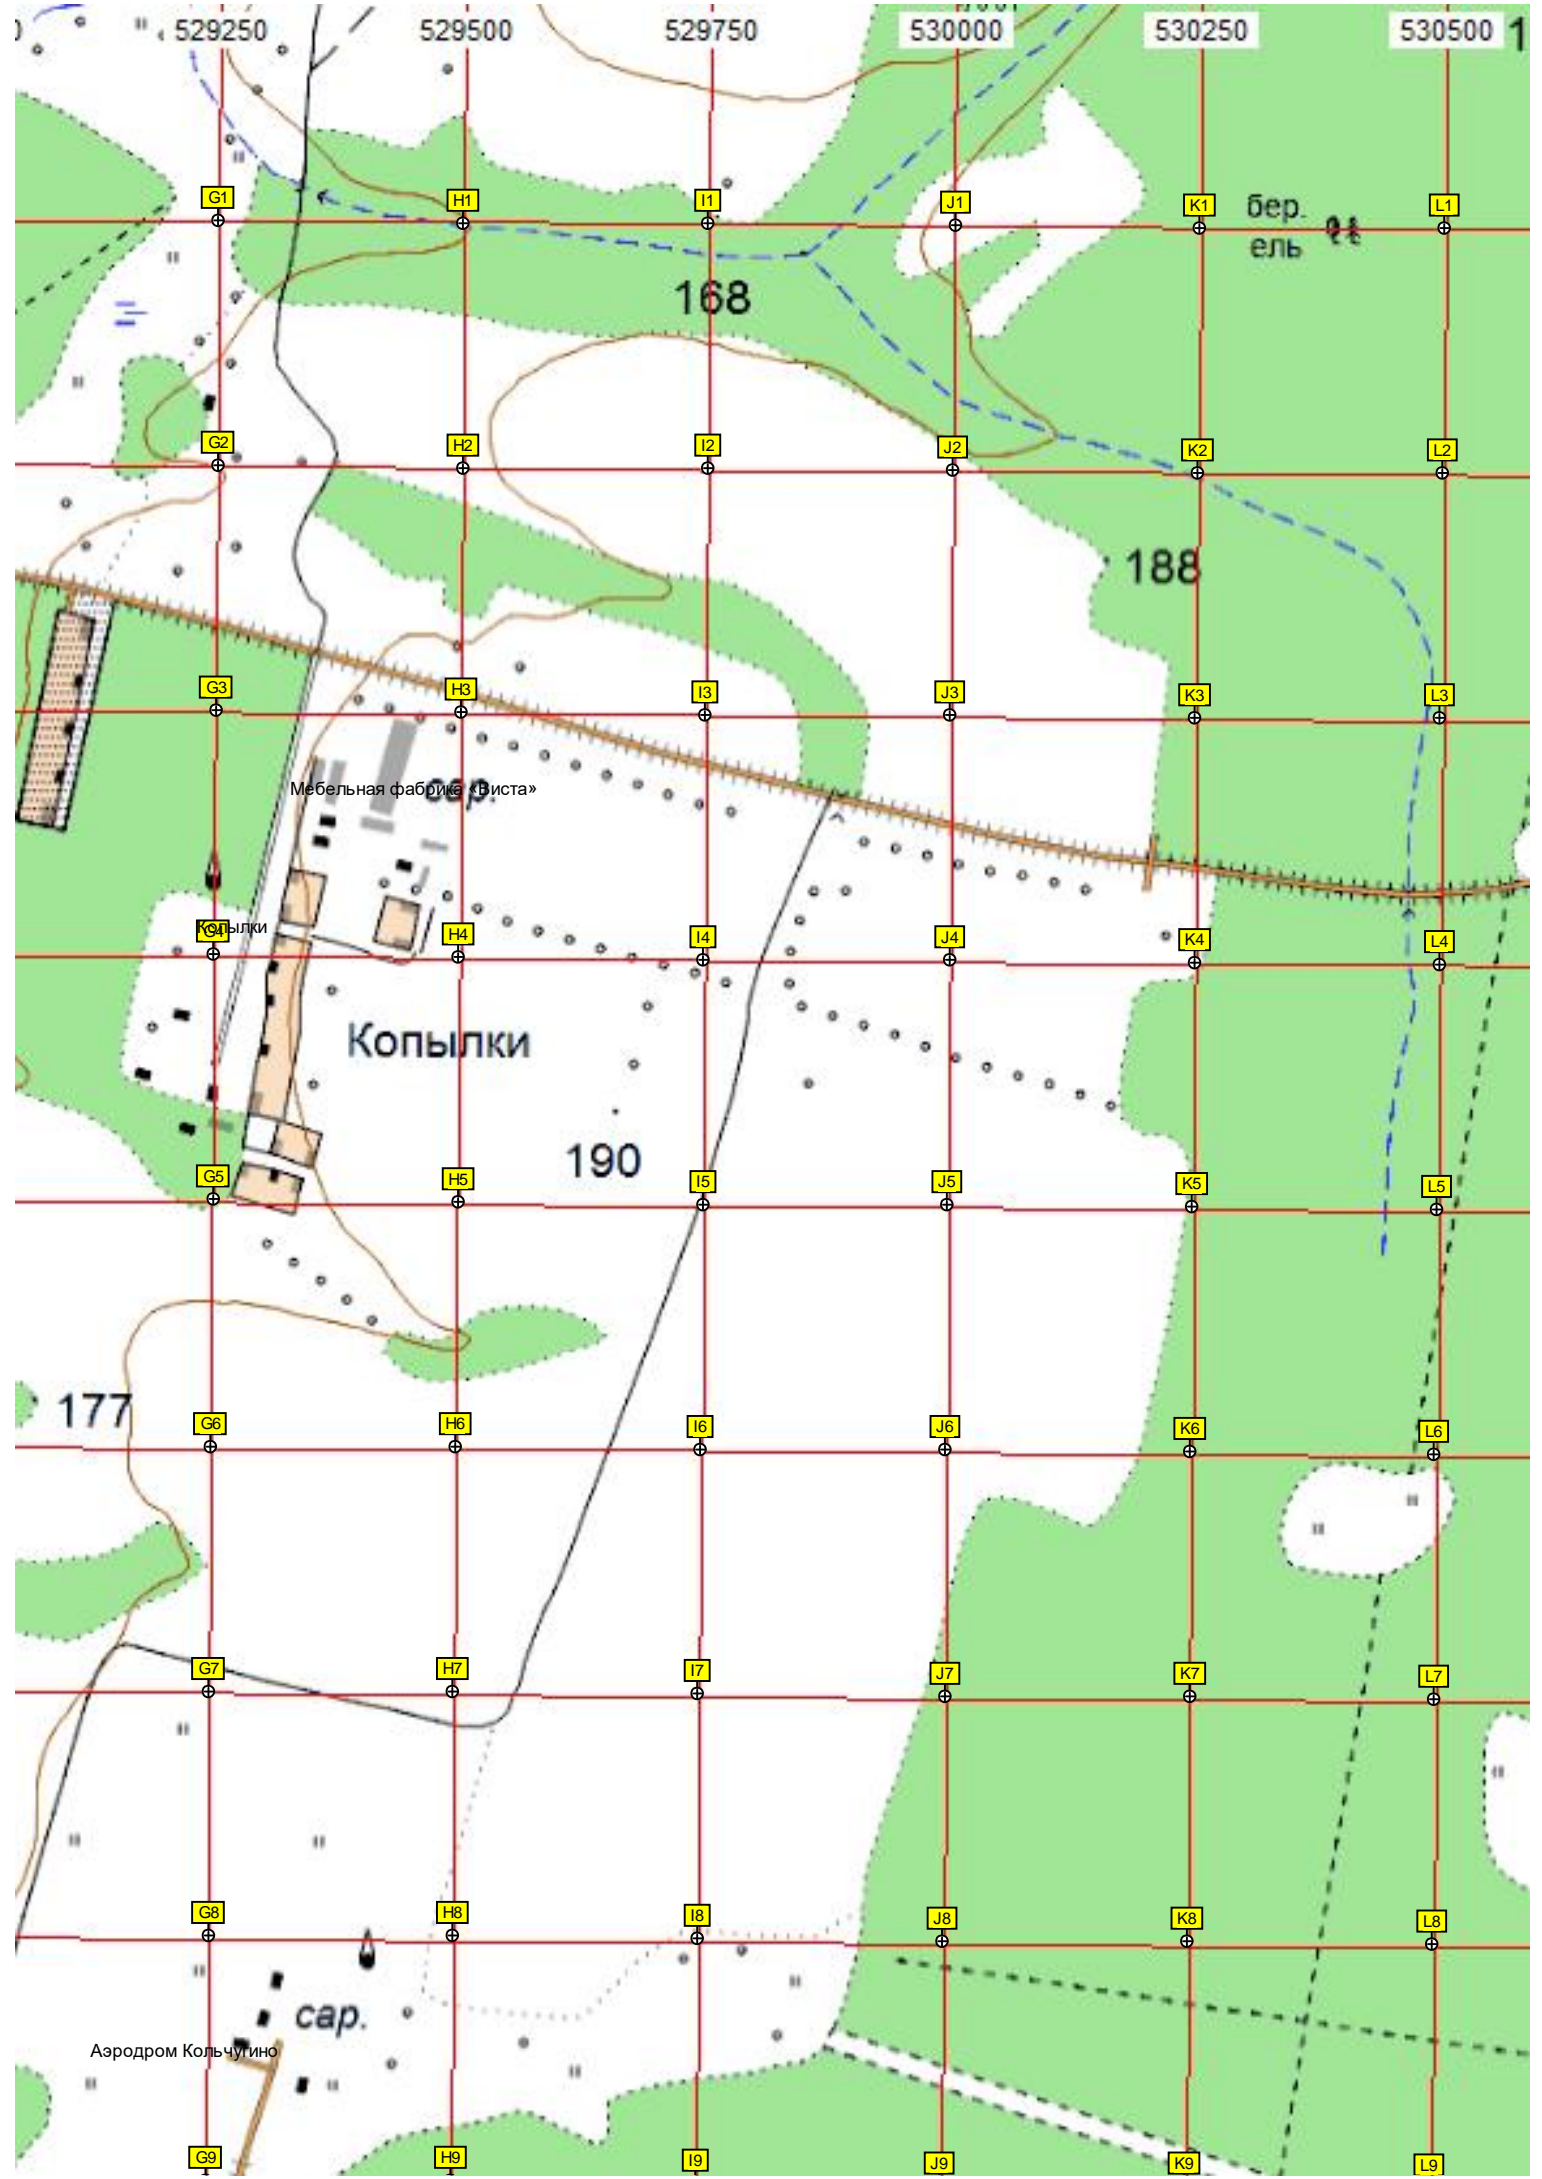 529250 529500 529750 530000 530250 530500 1
G1 H1 I1 J1 K1 L1
бер.
ель
168
G2 H2 I2 J2 K2 L2
188
G3 H3 I3 J3 K3 L3
Мебельная фабрика «Виста»
сар.
Копылки
G4 H4 I4 J4 K4 L4
Копылки
190
G5 H5 I5 J5 K5 L5
177
G6 H6 I6 J6 K6 L6
G7 H7 I7 J7 K7 L7
G8 H8 I8 J8 K8 L8
сар.
Аэродром Кольчугино
G9 H9 I9 J9 K9 L9